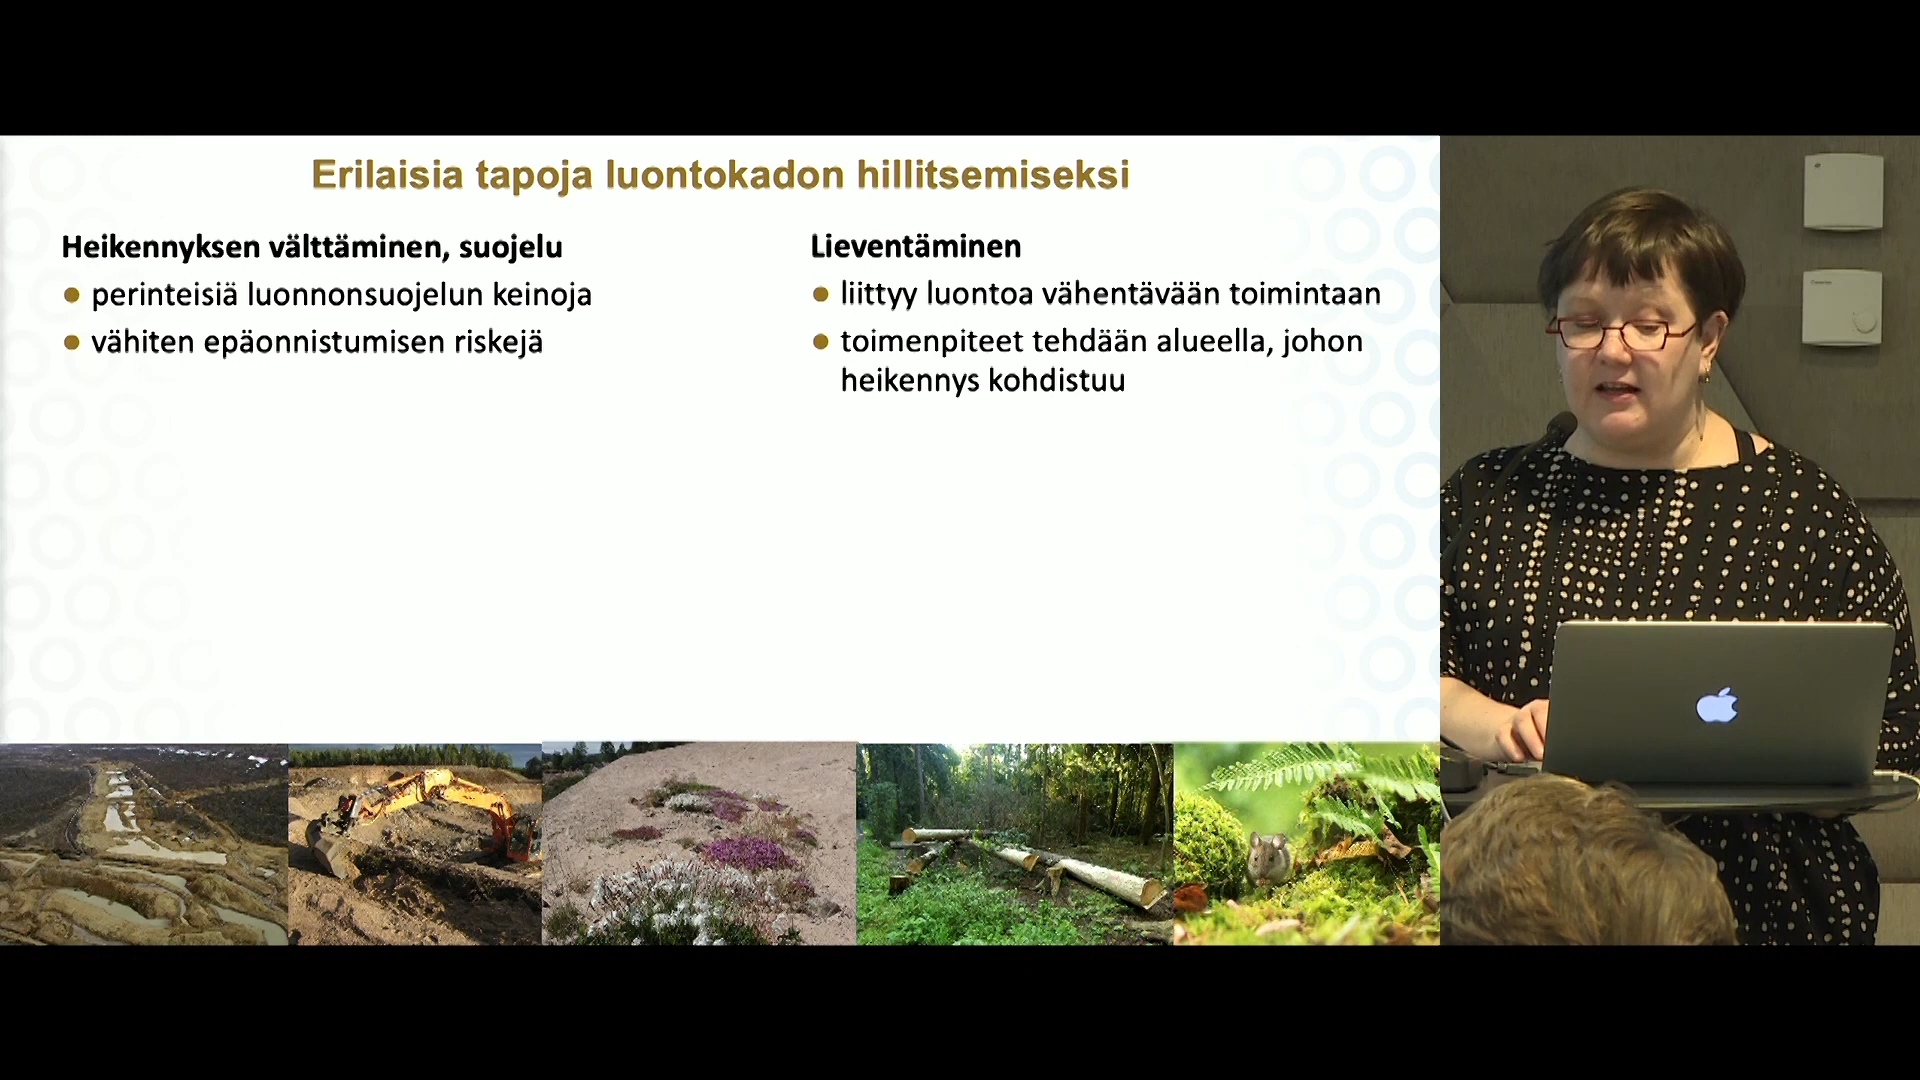 Erilaisia tapoja luontokadon hillitsemiseksi
Heikennyksen välttäminen, suojelu
perinteisiä luonnonsuojelun keinoja
vähiten epäonnistumisen riskejä
Lieventäminen
liittyy luontoa vähentävään toimintaan
toimenpiteet tehdään alueella, johon
heikennys kohdistuu